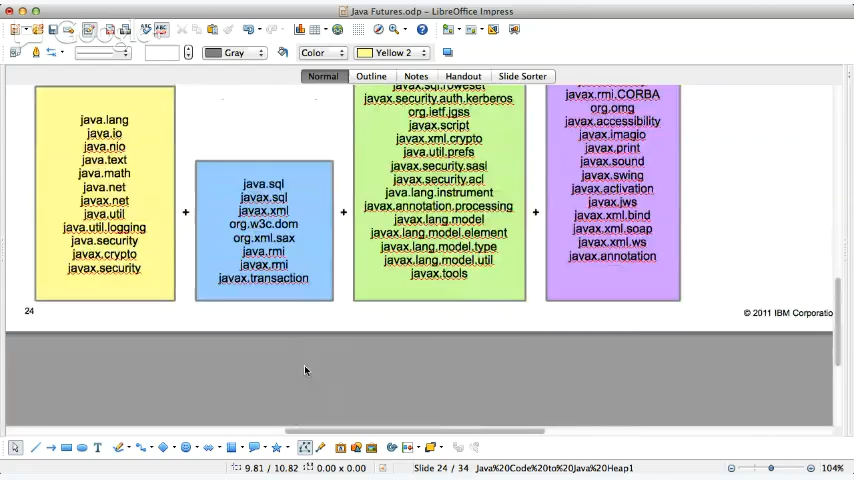 Java Futures.odp - LibreOffice Impress
Gray
Color
Yellow 2
Normal
Outline
Notes
Handout
Slide Sorter
java.lang
java.io
java.nio
java.text
java.math
java.net
javax.net
java.util
java.util.logging
java.security
javax.crypto
javax.security
+
java.sql
javax.sql
javax.xml
org.w3c.dom
org.xml.sax
java.rmi
javax.rmi
javax.transaction
+
javax.sql.rowset
javax.security.auth.kerberos
org.ietf.jgss
javax.script
javax.xml.crypto
java.util.prefs
javax.security.sasl
javax.security.acl
java.lang.instrument
javax.annotation.processing
javax.lang.model
javax.lang.model.element
javax.lang.model.type
javax.lang.model.util
javax.tools
+
javax.rmi.CORBA
org.omg
javax.accessibility
javax.imagio
javax.print
javax.sound
javax.swing
javax.activation
javax.jws
javax.xml.bind
javax.xml.soap
javax.xml.ws
javax.annotation
24
© 2011 IBM Corporatio
9.81 / 10.82
0.00 x 0.00
Slide 24 / 34
Java%20Code%20to%20Java%20Heap1
104%